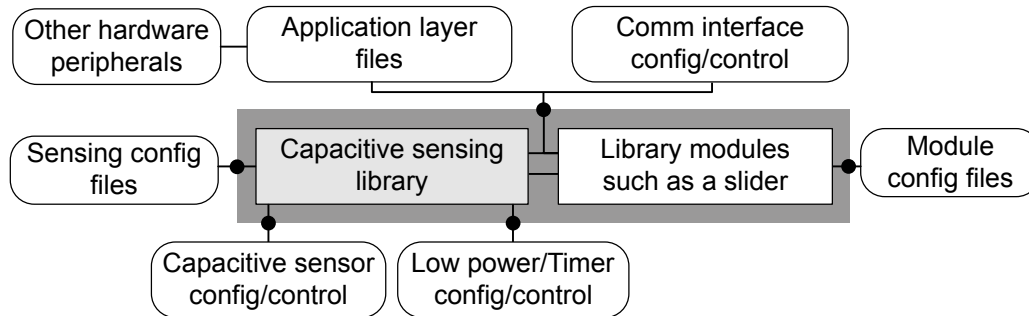 Other hardware
peripherals
Application layer
files
Comm interface
config/control
Sensing config
files
Capacitive sensing
library
Library modules
such as a slider
Module
config files
Capacitive sensor
config/control
Low power/Timer
config/control